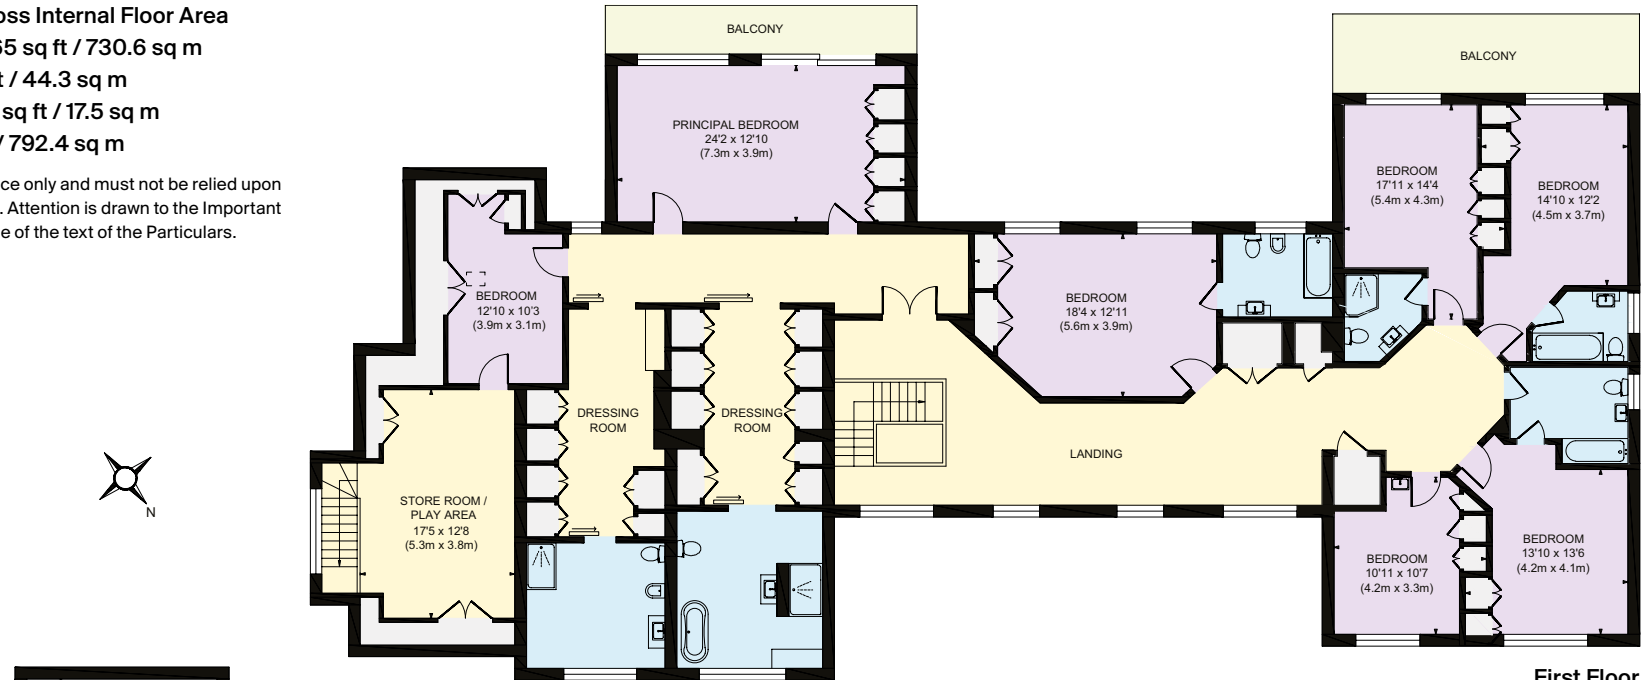 oss Internal Floor Area
65 sq ft / 730.6 sq m
t / 44.3 sq m
sq ft / 17.5 sq m
/ 792.4 sq m
ce only and must not be relied upon
. Attention is drawn to the Important
e of the text of the Particulars.
BALCONY
PRINCIPAL BEDROOM
24'2 x 12'10
(7.3m x 3.9m)
BALCONY
BEDROOM
17'11 x 14'4
(5.4m x 4.3m)
BEDROOM
14'10 x 12'2
(4.5m x 3.7m)
BEDROOM
12'10 x 10'3
(3.9m x 3.1m)
BEDROOM
18'4 x 12'11
(5.6m x 3.9m)
DRESSING
ROOM
DRESSING
ROOM
LANDING
N
STORE ROOM /
PLAY AREA
17'5 x 12'8
(5.3m x 3.8m)
BEDROOM
10'11 x 10'7
(4.2m x 3.3m)
BEDROOM
13'10 x 13'6
(4.2m x 4.1m)
First Floor